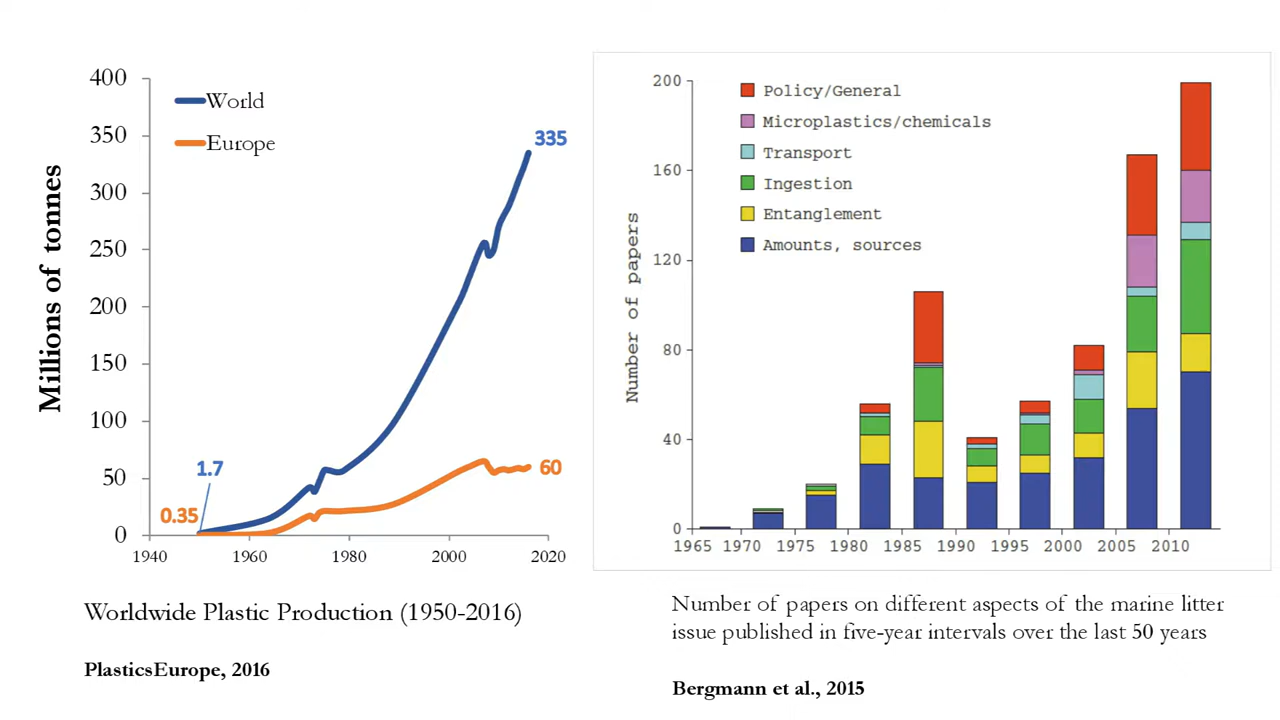 400
350
300
250
200
150
100
50
0
Millions of tonnes
World
Europe
335
60
1.7
0.35
1940 1960 1980 2000 2020
Worldwide Plastic Production (1950-2016)
PlasticsEurope, 2016
200
160
120
80
40
0
Number of papers
Policy/General
Microplastics/chemicals
Transport
Ingestion
Entanglement
Amounts, sources
1965 1970 1975 1980 1985 1990 1995 2000 2005 2010
Number of papers on different aspects of the marine litter
issue published in five-year intervals over the last 50 years
Bergmann et al., 2015